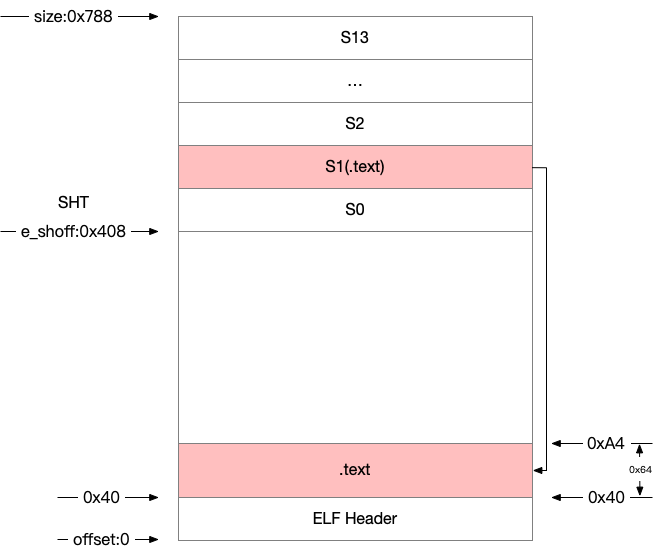 size:0x788
S13
...
S2
S1(.text)
SHT
S0
e_shoff:0x408
0xA4
.text
0x64
0x40
0x40
ELF Header
offset:0